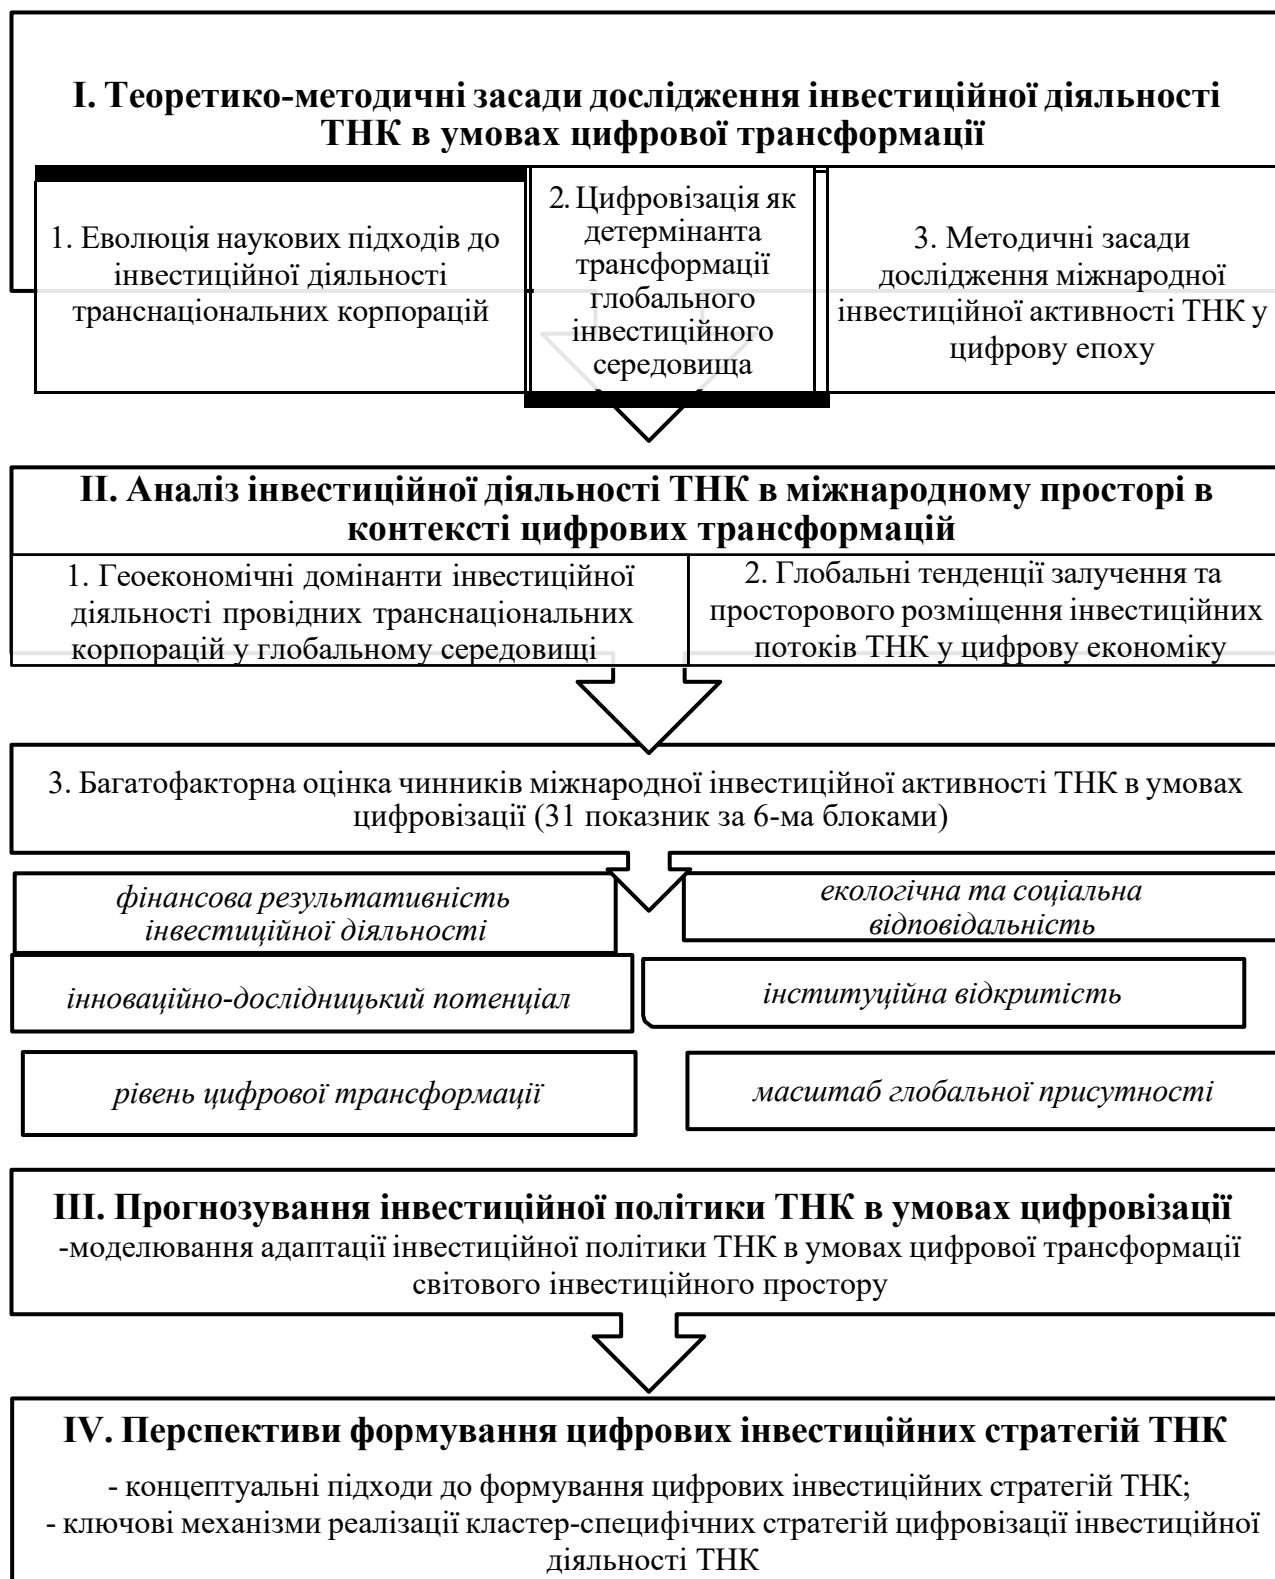 І. Теоретико-методичні засади дослідження інвестиційної діяльності
ТНК в умовах цифрової трансформації
1. Еволюція наукових підходів до
інвестиційної діяльності
транснаціональних корпорацій
2. Цифровізація як
детермінанта
трансформації
глобального
інвестиційного
середовища
3. Методичні засади
дослідження міжнародної
інвестиційної активності ТНК у
цифрову епоху
ІІ. Аналіз інвестиційної діяльності ТНК в міжнародному просторі в
контексті цифрових трансформацій
1. Геоекономічні домінанти інвестиційної
діяльності провідних транснаціональних
корпорацій у глобальному середовищі
2. Глобальні тенденції залучення та
просторового розміщення інвестиційних
потоків ТНК у цифрову економіку
3. Багатофакторна оцінка чинників міжнародної інвестиційної активності ТНК в умовах
цифровізації (31 показник за 6-ма блоками)
фінансова результативність
інвестиційної діяльності
екологічна та соціальна
відповідальність
інноваційно-дослідницький потенціал
інституційна відкритість
рівень цифрової трансформації
масштаб глобальної присутності
ІІІ. Прогнозування інвестиційної політики ТНК в умовах цифровізації
-моделювання адаптації інвестиційної політики ТНК в умовах цифрової трансформації
світового інвестиційного простору
IV. Перспективи формування цифрових інвестиційних стратегій ТНК
- концептуальні підходи до формування цифрових інвестиційних стратегій ТНК;
- ключові механізми реалізації кластер-специфічних стратегій цифровізації інвестиційної
діяльності ТНК